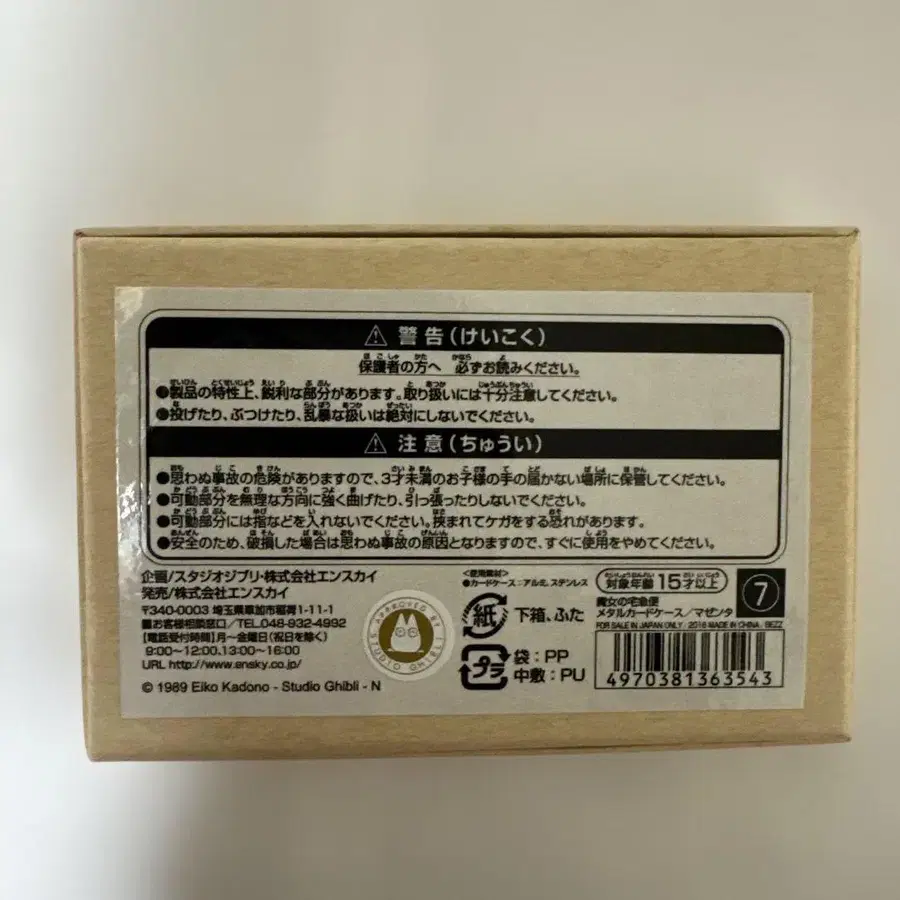 ⚠ 警告(けいこく)
保護者の方へ 必ずお読みください。
●製品の特性上、鋭利な部分があります。取り扱いには十分注意してください。
●投げたり、ぶつけたり、乱暴な扱いは絶対にしないでください。
⚠ 注意(ちゅうい)
●思わぬ事故の危険がありますので、3才未満のお子様の手の届かない場所に保管してください。
●可動部分を無理な方向に強く曲げたり、引っ張ったりしないでください。
●可動部分には指などを入れないでください。挟まれてケガをする恐れがあります。
●安全のため、破損した場合は思わぬ事故の原因となりますので、すぐに使用をやめてください。
企画/スタジオジブリ・株式会社エンスカイ
発売/株式会社エンスカイ
〒340-0003 埼玉県草加市稲荷1-11-1
■お客様相談窓口/TEL.048-932-4992
【電話受付時間】月〜金曜日(祝日を除く)
9:00〜12:00、13:00〜16:00
URL http://www.ensky.co.jp/
© 1989 Eiko Kadono - Studio Ghibli - N
APPROVED BY STUDIO GHIBLI
<使用素材>
●カードケース:アルミ、ステンレス
紙 下箱、ふた
プラ 袋:PP
中敷:PU
対象年齢 15才以上
魔女の宅急便
メタルカードケース/マゼンタ
7
FOR SALE IN JAPAN ONLY
MADE IN CHINA
4970381363543